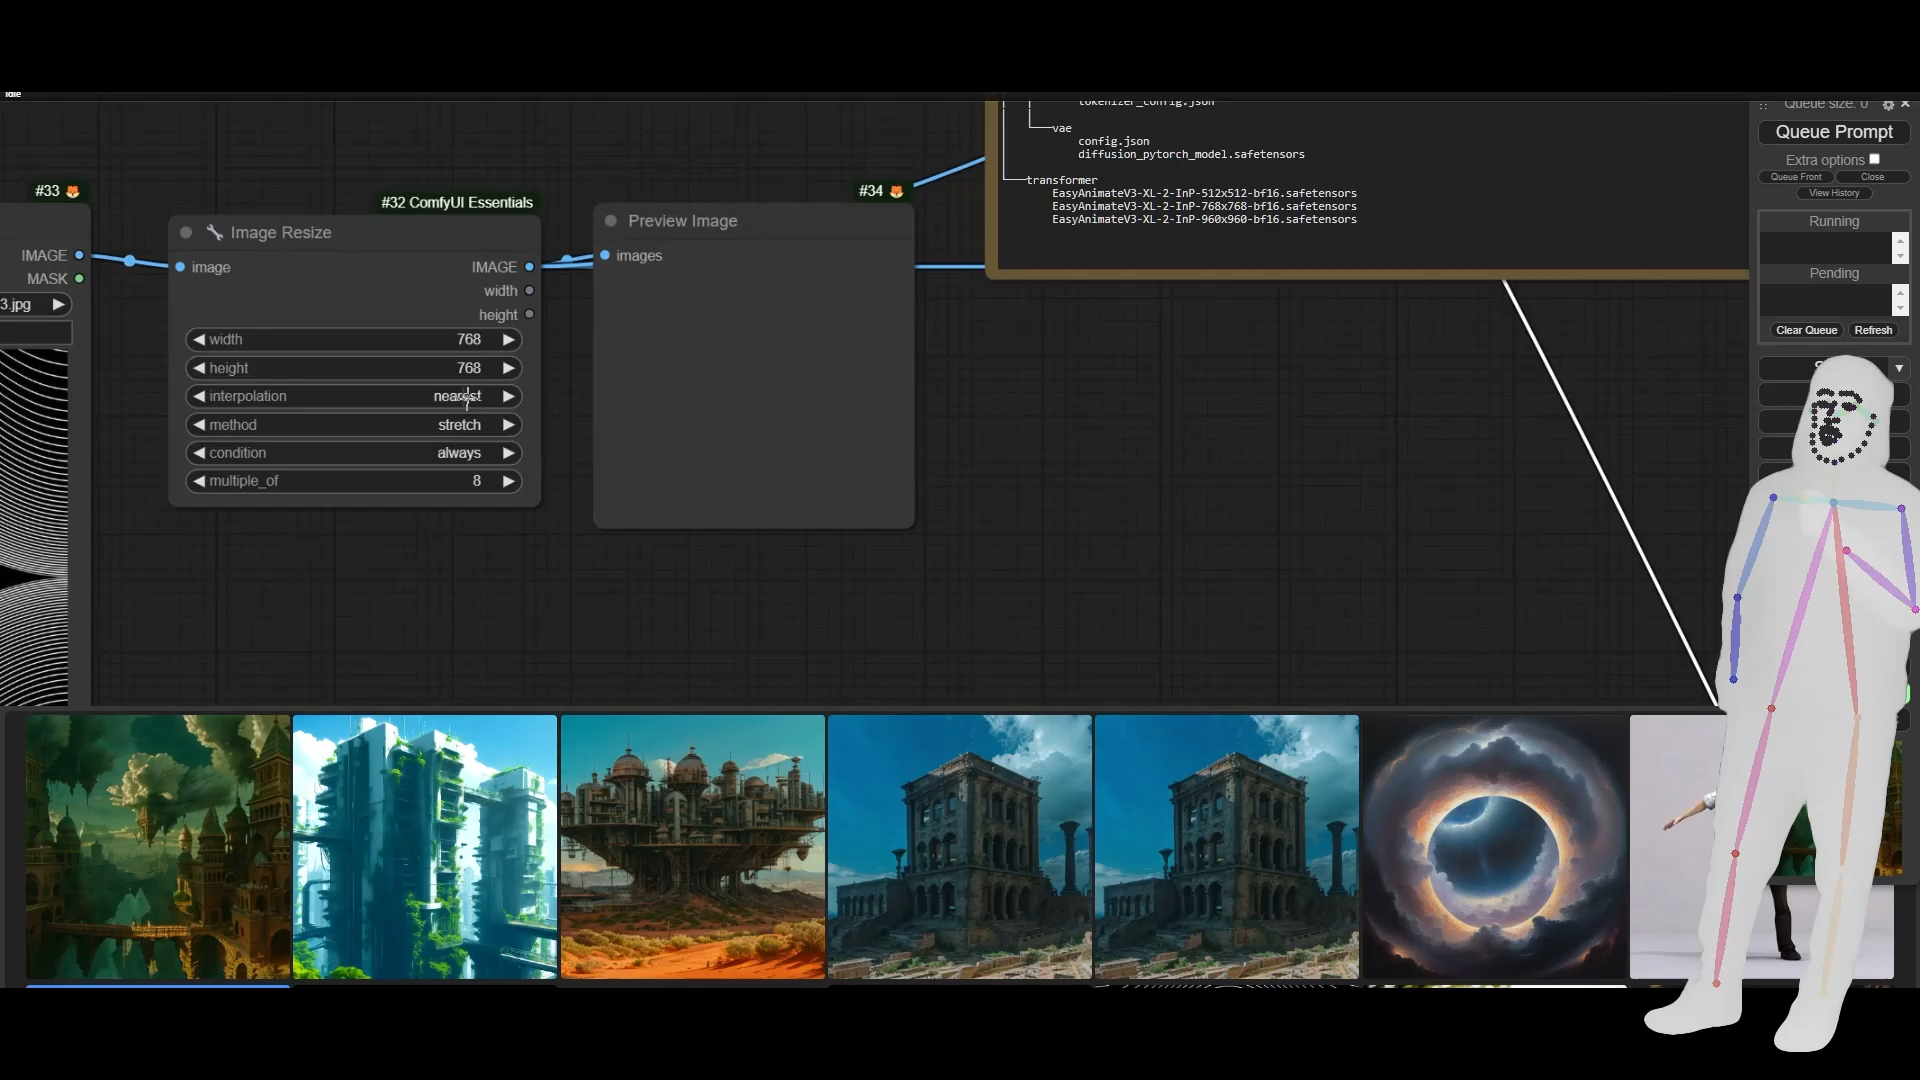 Idle
tokenizer_config.json
vae
config.json
diffusion_pytorch_model.safetensors
transformer
EasyAnimateV3-XL-2-InP-512x512-bf16.safetensors
EasyAnimateV3-XL-2-InP-768x768-bf16.safetensors
EasyAnimateV3-XL-2-InP-960x960-bf16.safetensors
#33
IMAGE
MASK
3.jpg
#32 ComfyUI Essentials
Image Resize
image
IMAGE
width
height
width 768
height 768
interpolation nearest
method stretch
condition always
multiple_of 8
#34
Preview Image
images
Queue size: 0
Queue Prompt
Extra options
Queue Front
Close
View History
Running
Pending
Clear Queue
Refresh